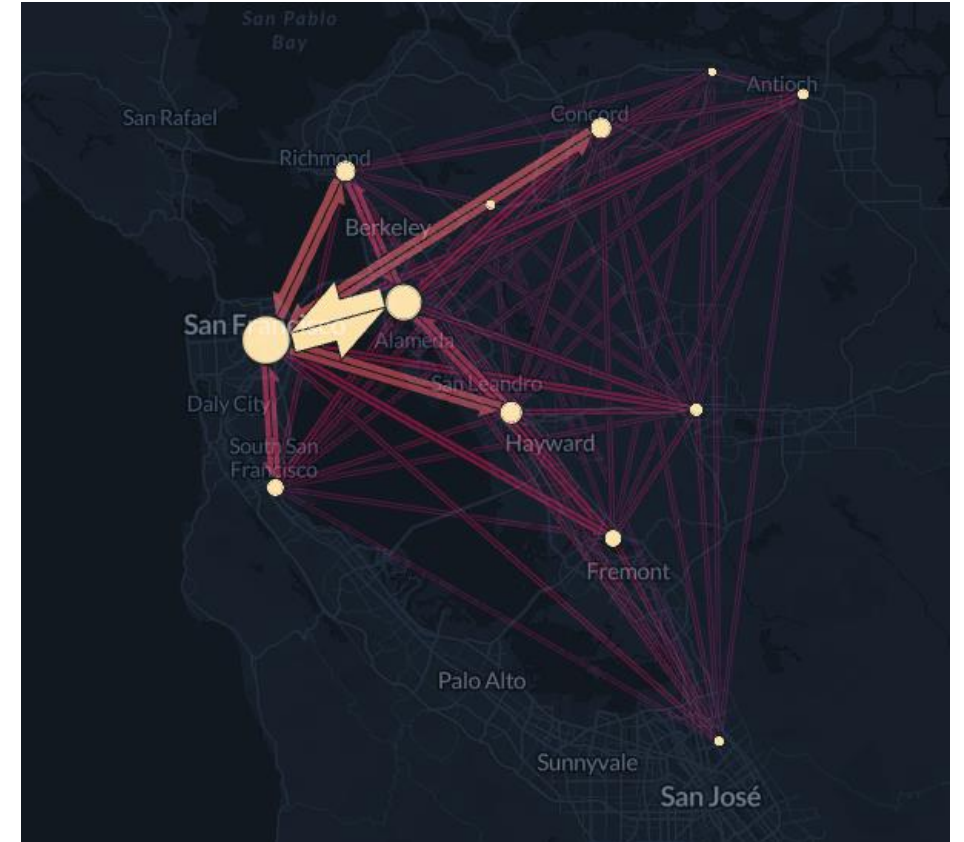 San Pablo
Bay
Antioch
Concord
San Rafael
Richmond
Berkeley
San Francisco
Alameda
San Leandro
Daly City
Hayward
South San
Francisco
Fremont
Palo Alto
Sunnyvale
San José